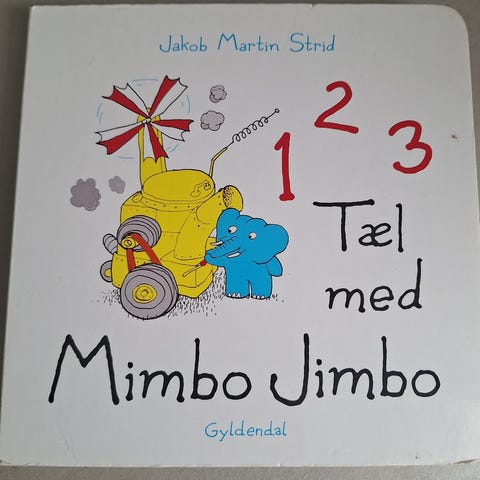 Jakob Martin Strid
1 2 3
Tæl
med
Mimbo Jimbo
Gyldendal